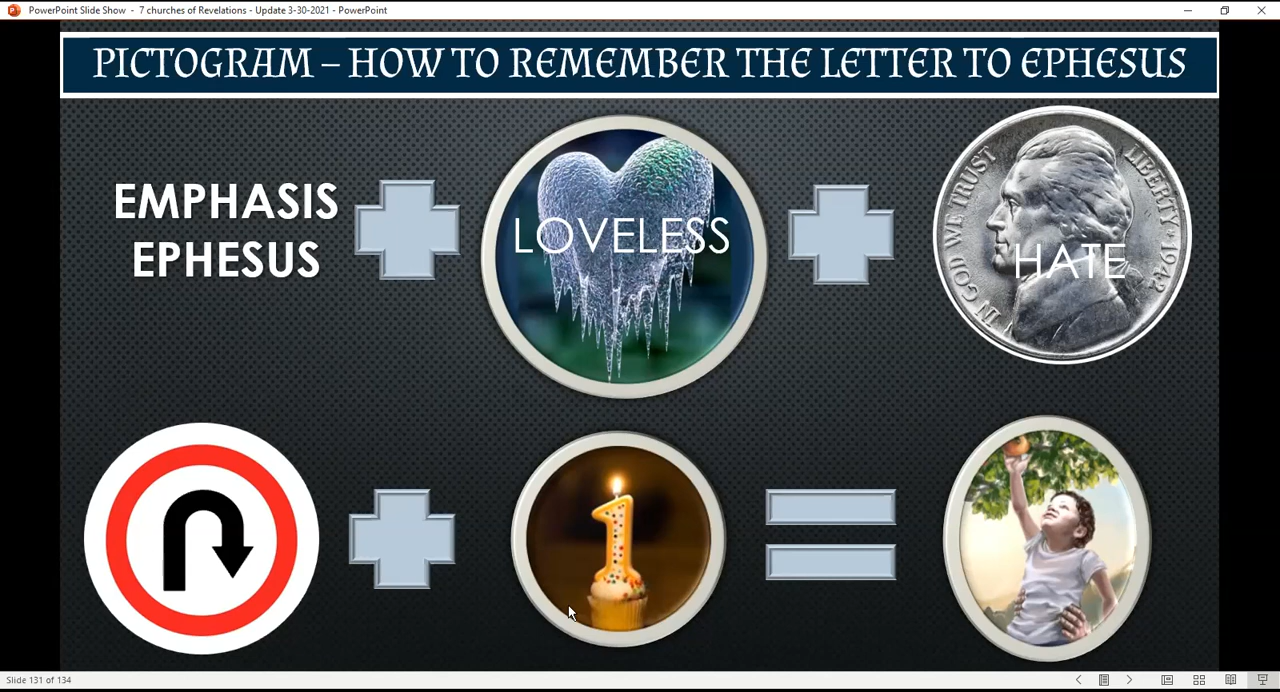 PowerPoint Slide Show - 7 churches of Revelations - Update 3-30-2021 - PowerPoint
PICTOGRAM – HOW TO REMEMBER THE LETTER TO EPHESUS
EMPHASIS
EPHESUS
LOVELESS
IN GOD WE TRUST
LIBERTY * 1942
HATE
1
Slide 131 of 134